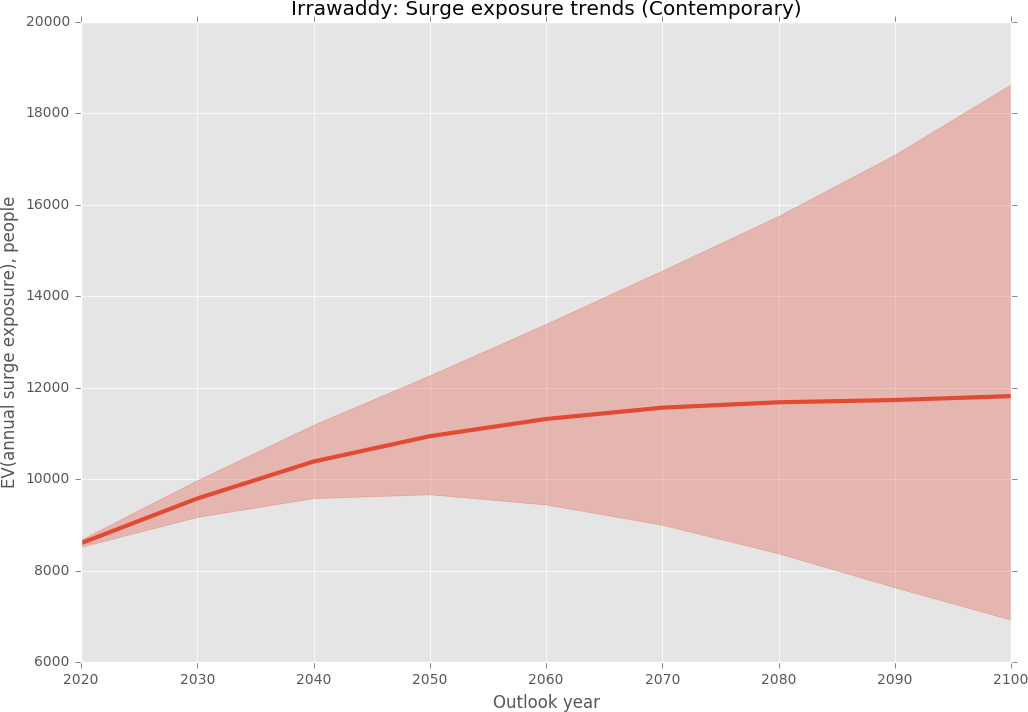 Irrawaddy: Surge exposure trends (Contemporary)
EV(annual surge exposure), people
20000
18000
16000
14000
12000
10000
8000
6000
2020 2030 2040 2050 2060 2070 2080 2090 2100
Outlook year